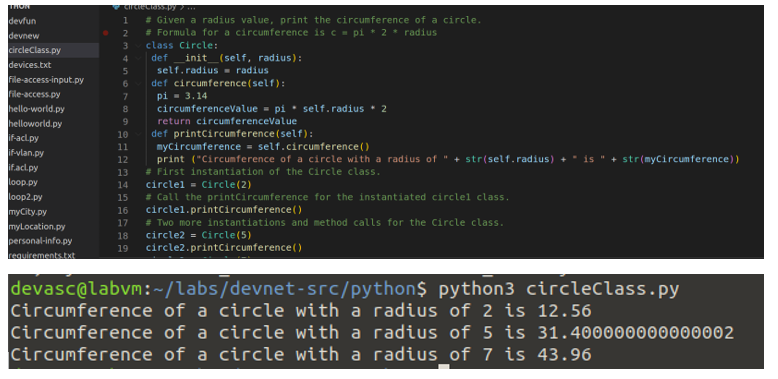 circleClass.py > ...
devfun
devnew
circleClass.py
devices.txt
file-access-input.py
file-access.py
hello-world.py
helloworld.py
if-acl.py
if-vlan.py
if.acl.py
loop.py
loop2.py
myCity.py
myLocation.py
personal-info.py
requirements.txt
1 # Given a radius value, print the circumference of a circle.
2 # Formula for a circumference is c = pi * 2 * radius
3 class Circle:
4 def __init__(self, radius):
5 self.radius = radius
6 def circumference(self):
7 pi = 3.14
8 circumferenceValue = pi * self.radius * 2
9 return circumferenceValue
10 def printCircumference(self):
11 myCircumference = self.circumference()
12 print ("Circumference of a circle with a radius of " + str(self.radius) + " is " + str(myCircumference))
13 # First instantiation of the Circle class.
14 circle1 = Circle(2)
15 # Call the printCircumference for the instantiated circle1 class.
16 circle1.printCircumference()
17 # Two more instantiations and method calls for the Circle class.
18 circle2 = Circle(5)
19 circle2.printCircumference()
devasc@labvm:~/labs/devnet-src/python$ python3 circleClass.py
Circumference of a circle with a radius of 2 is 12.56
Circumference of a circle with a radius of 5 is 31.400000000000002
Circumference of a circle with a radius of 7 is 43.96